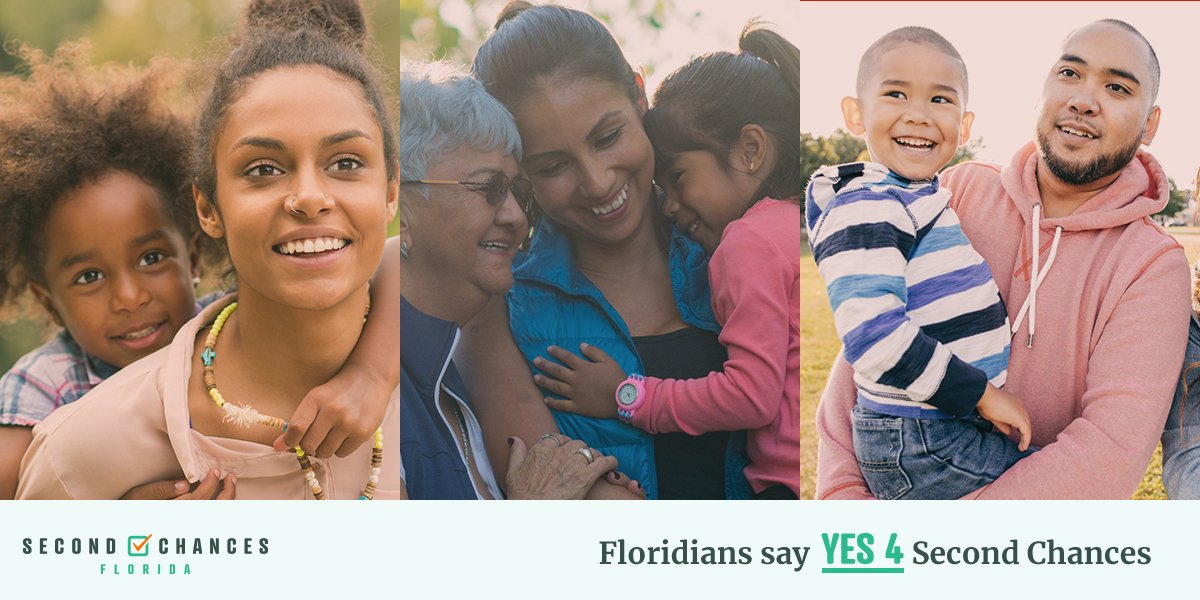 SECOND CHANCES
FLORIDA
Floridians say YES 4 Second Chances